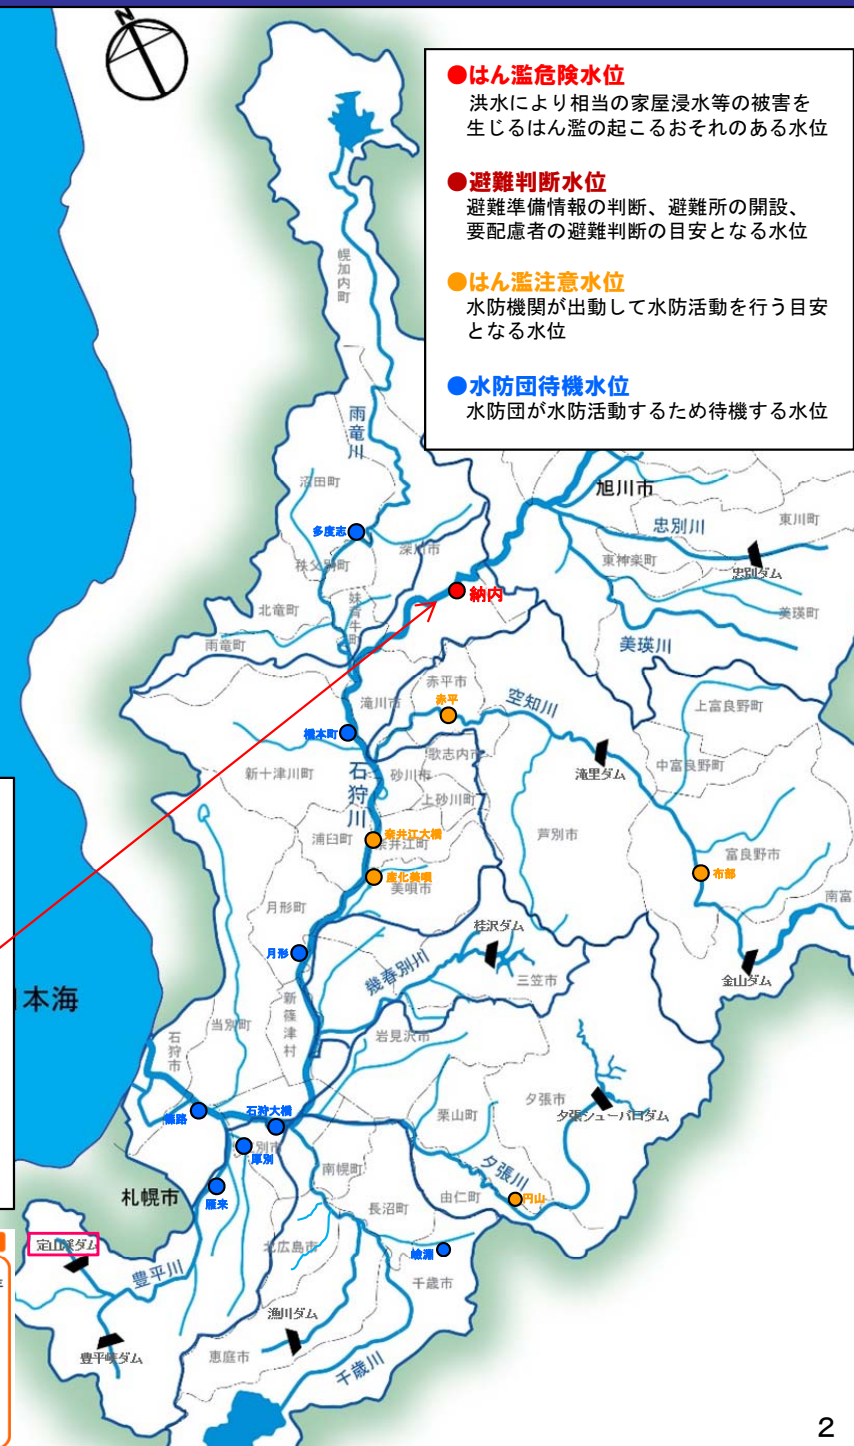 N
●はん濫危険水位
洪水により相当の家屋浸水等の被害を
生じるはん濫の起こるおそれのある水位
●避難判断水位
避難準備情報の判断、避難所の開設、
要配慮者の避難判断の目安となる水位
●はん濫注意水位
水防機関が出動して水防活動を行う目安
となる水位
●水防団待機水位
水防団が水防活動するため待機する水位
幌加内町
雨竜川
沼田町
旭川市
忠別川
東川町
多度志
深川市
東神楽町
忠別ダム
秩父別町
納内
妹背牛町
北竜町
美瑛町
雨竜町
美瑛川
赤平市
滝川市
赤平
空知川
上富良野町
橋本町
歌志内市
中富良野町
石狩川
新十津川町
砂川市
滝里ダム
上砂川町
浦臼町
奈井江大橋
奈井江町
芦別市
富良野市
布部
産化美唄
美唄市
南富
月形町
桂沢ダム
月形
幾春別川
三笠市
金山ダム
本海
新篠津村
当別町
石狩市
岩見沢市
夕張市
篠路
石狩大橋
栗山町
夕張シューパロダム
厚別
別市
南幌町
夕張川
札幌市
雁来
長沼町
由仁町
円山
定山渓ダム
北広島市
嶮淵
豊平川
千歳市
漁川ダム
豊平峡ダム
恵庭市
千歳川
2